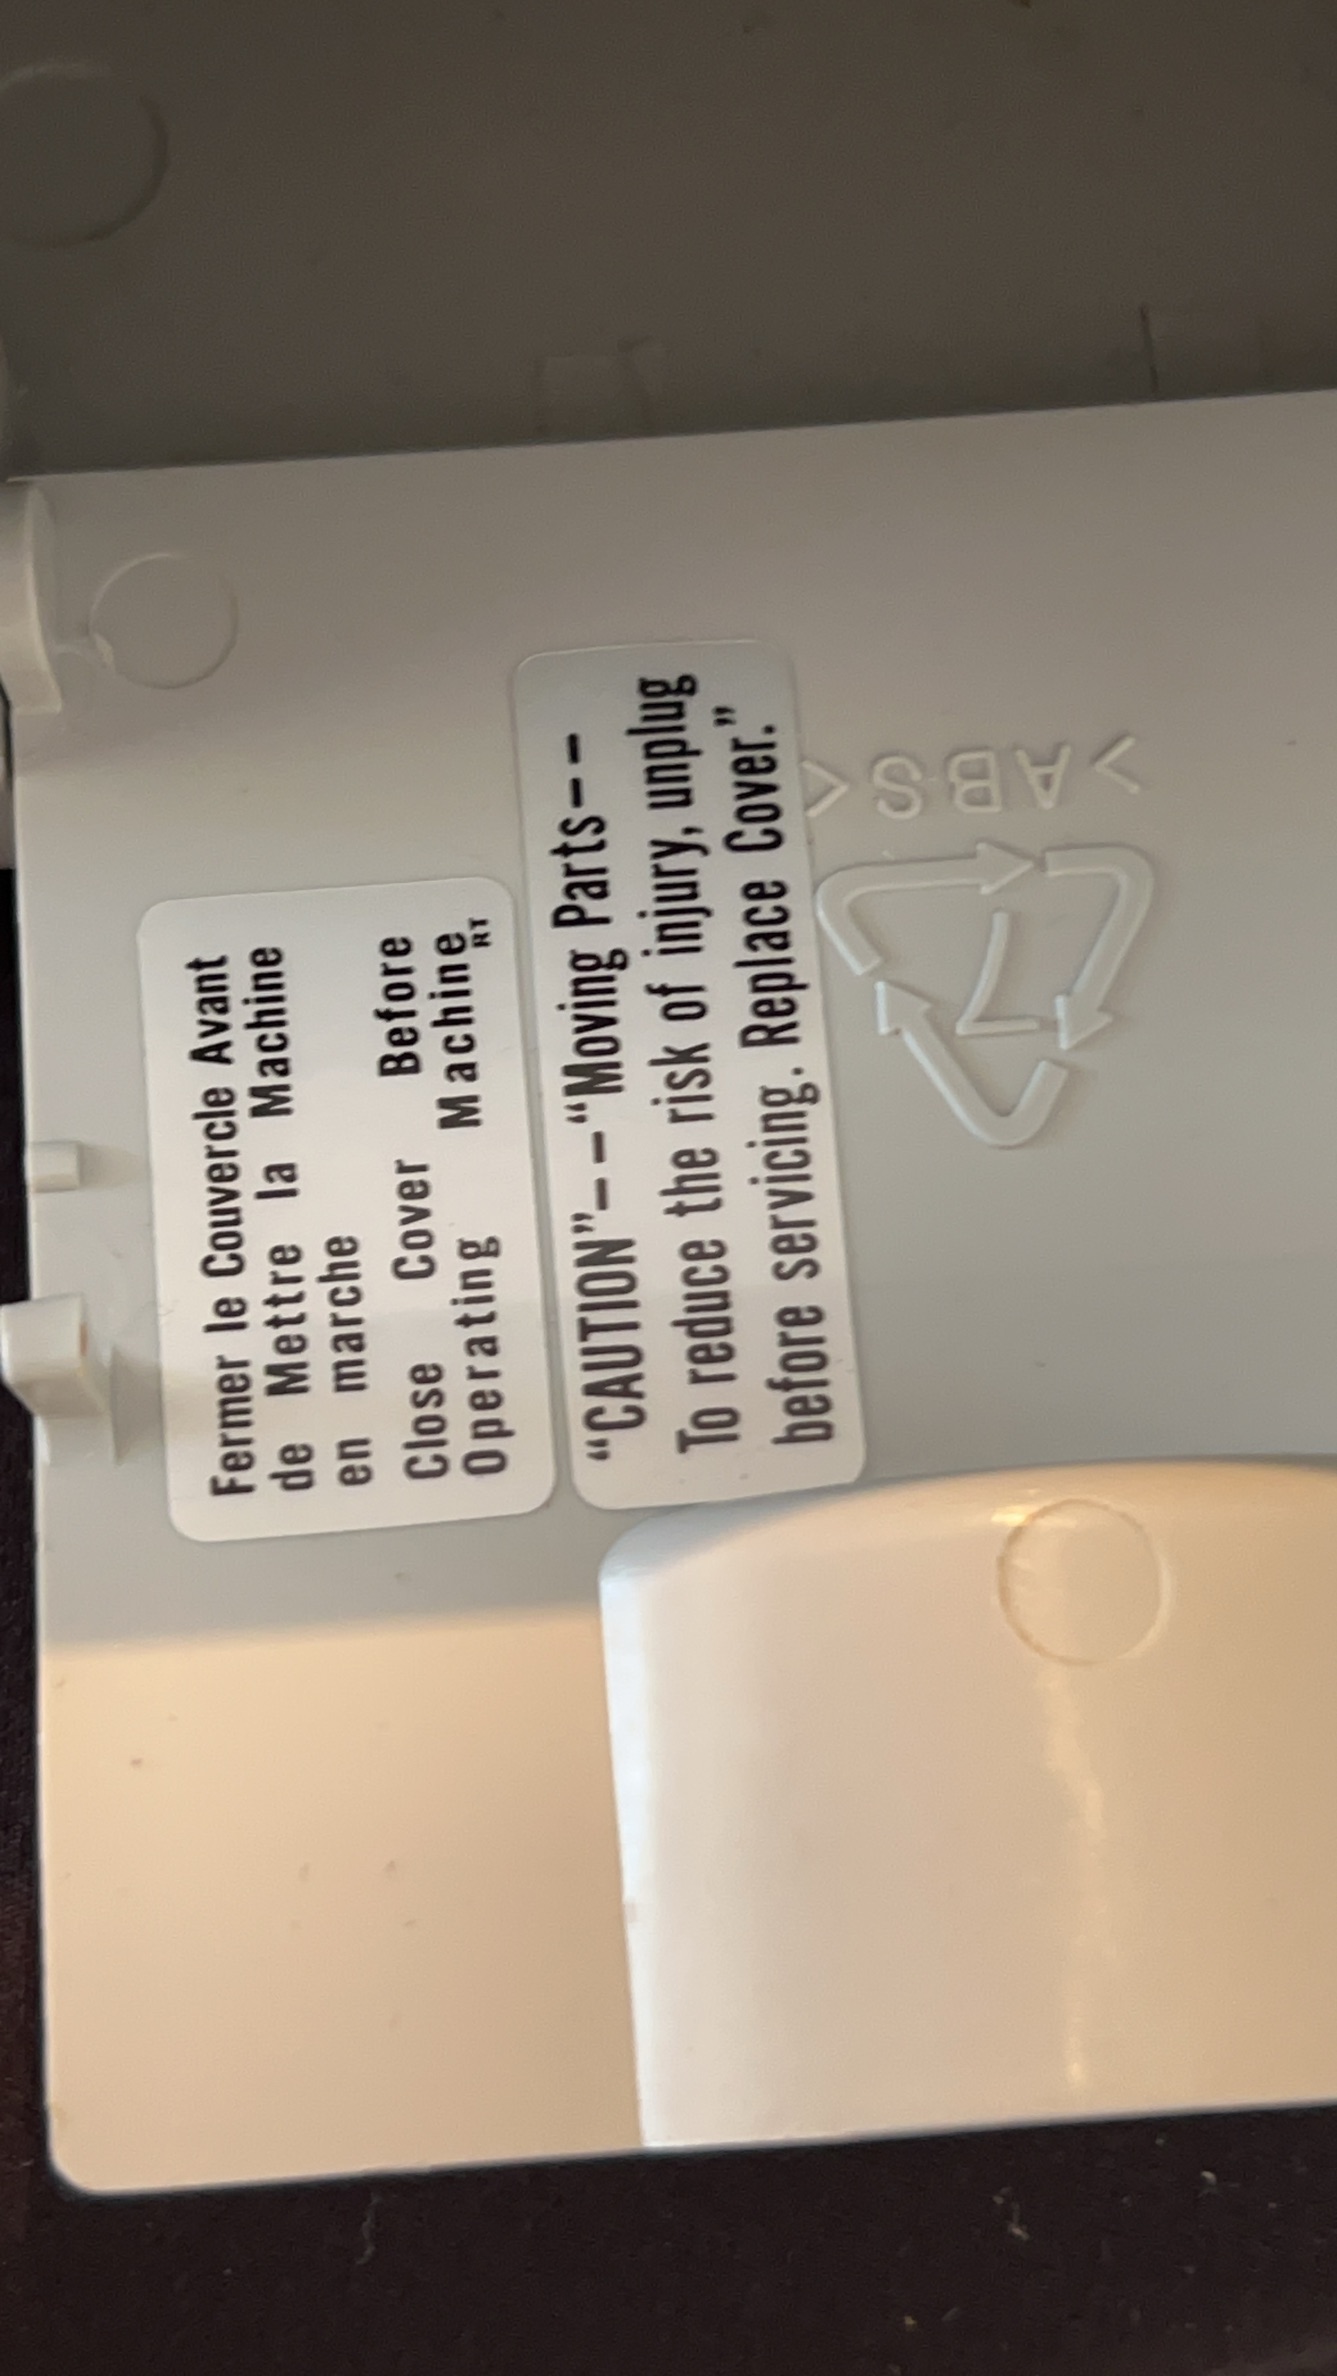 Fermer le Couvercle Avant
de Mettre la Machine
en marche
Close Cover Before
Operating Machine
RT
“CAUTION”--“Moving Parts--
To reduce the risk of injury, unplug
before servicing. Replace Cover.”
>ABS<
7